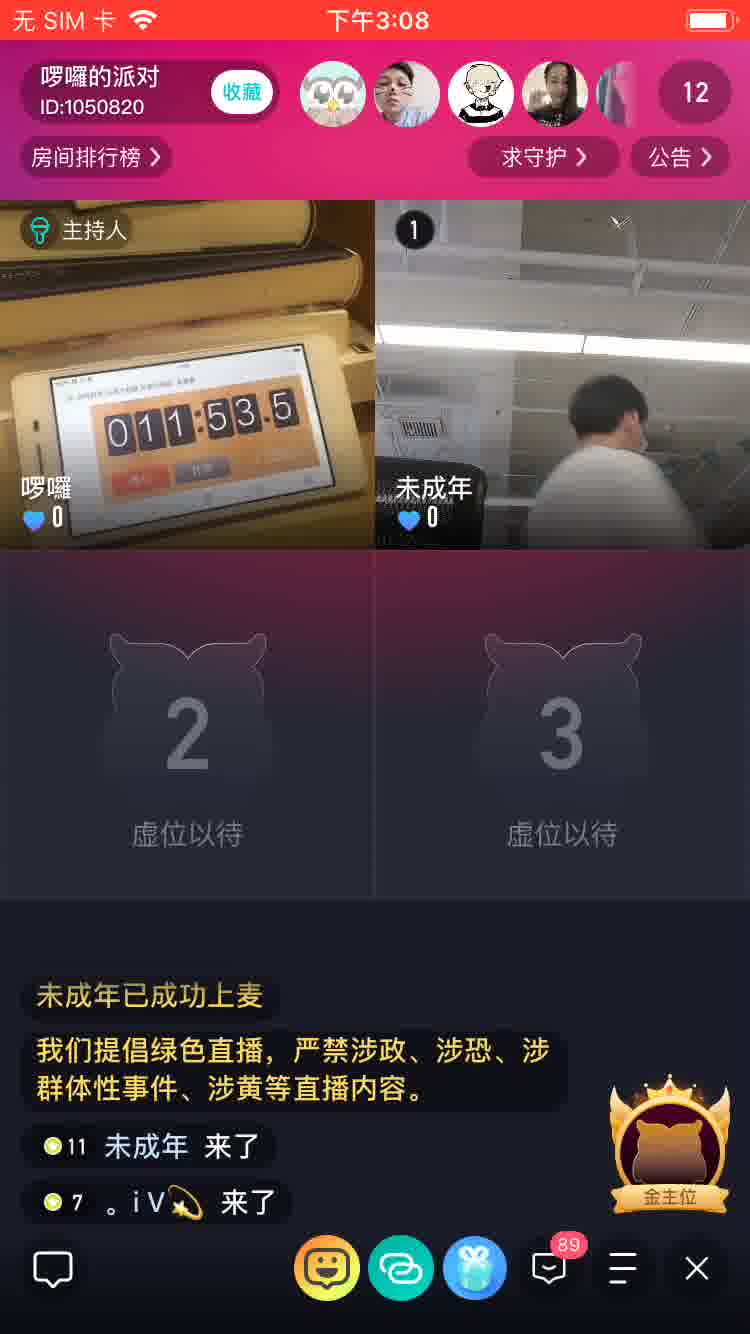 无 SIM 卡
下午3:08
啰囉的派对
ID:1050820
收藏
12
房间排行榜
求守护
公告
主持人
1
011:53.5
啰囉
0
未成年
0
2
虚位以待
3
虚位以待
未成年已成功上麦
我们提倡绿色直播，严禁涉政、涉恐、涉
群体性事件、涉黄等直播内容。
11 未成年 来了
7 。iV💫 来了
金主位
89